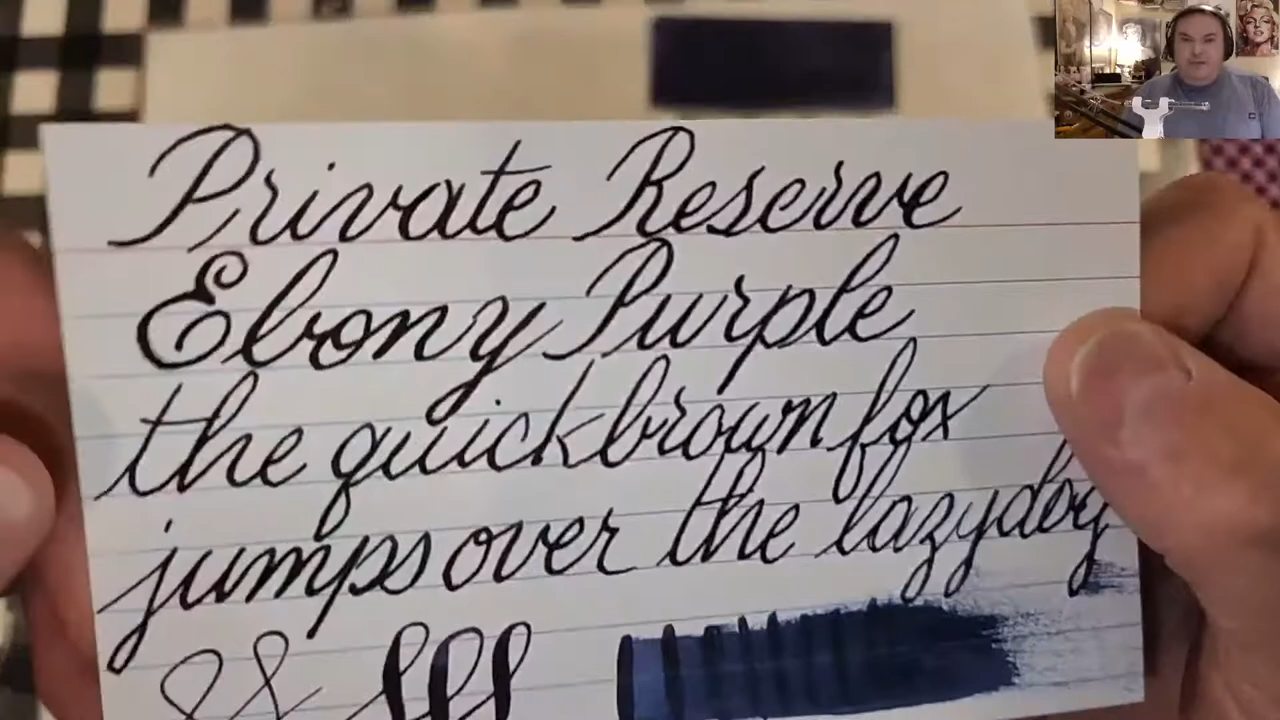 Private Reserve
Ebony Purple
the quick brown fox
jumps over the lazy dog